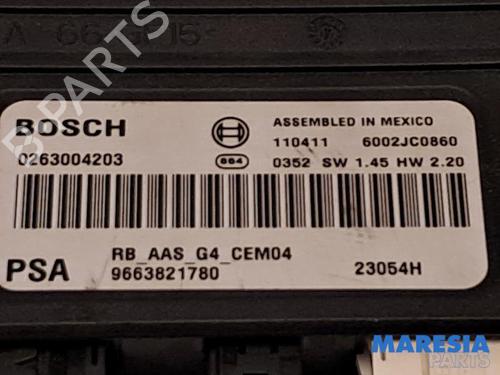 BOSCH
ASSEMBLED IN MEXICO
110411 6002JC0860
0263004203
004
0352 SW 1.45 HW 2.20
RB_AAS_G4_CEM04
PSA
9663821780
23054H
MARESIA
PARTS